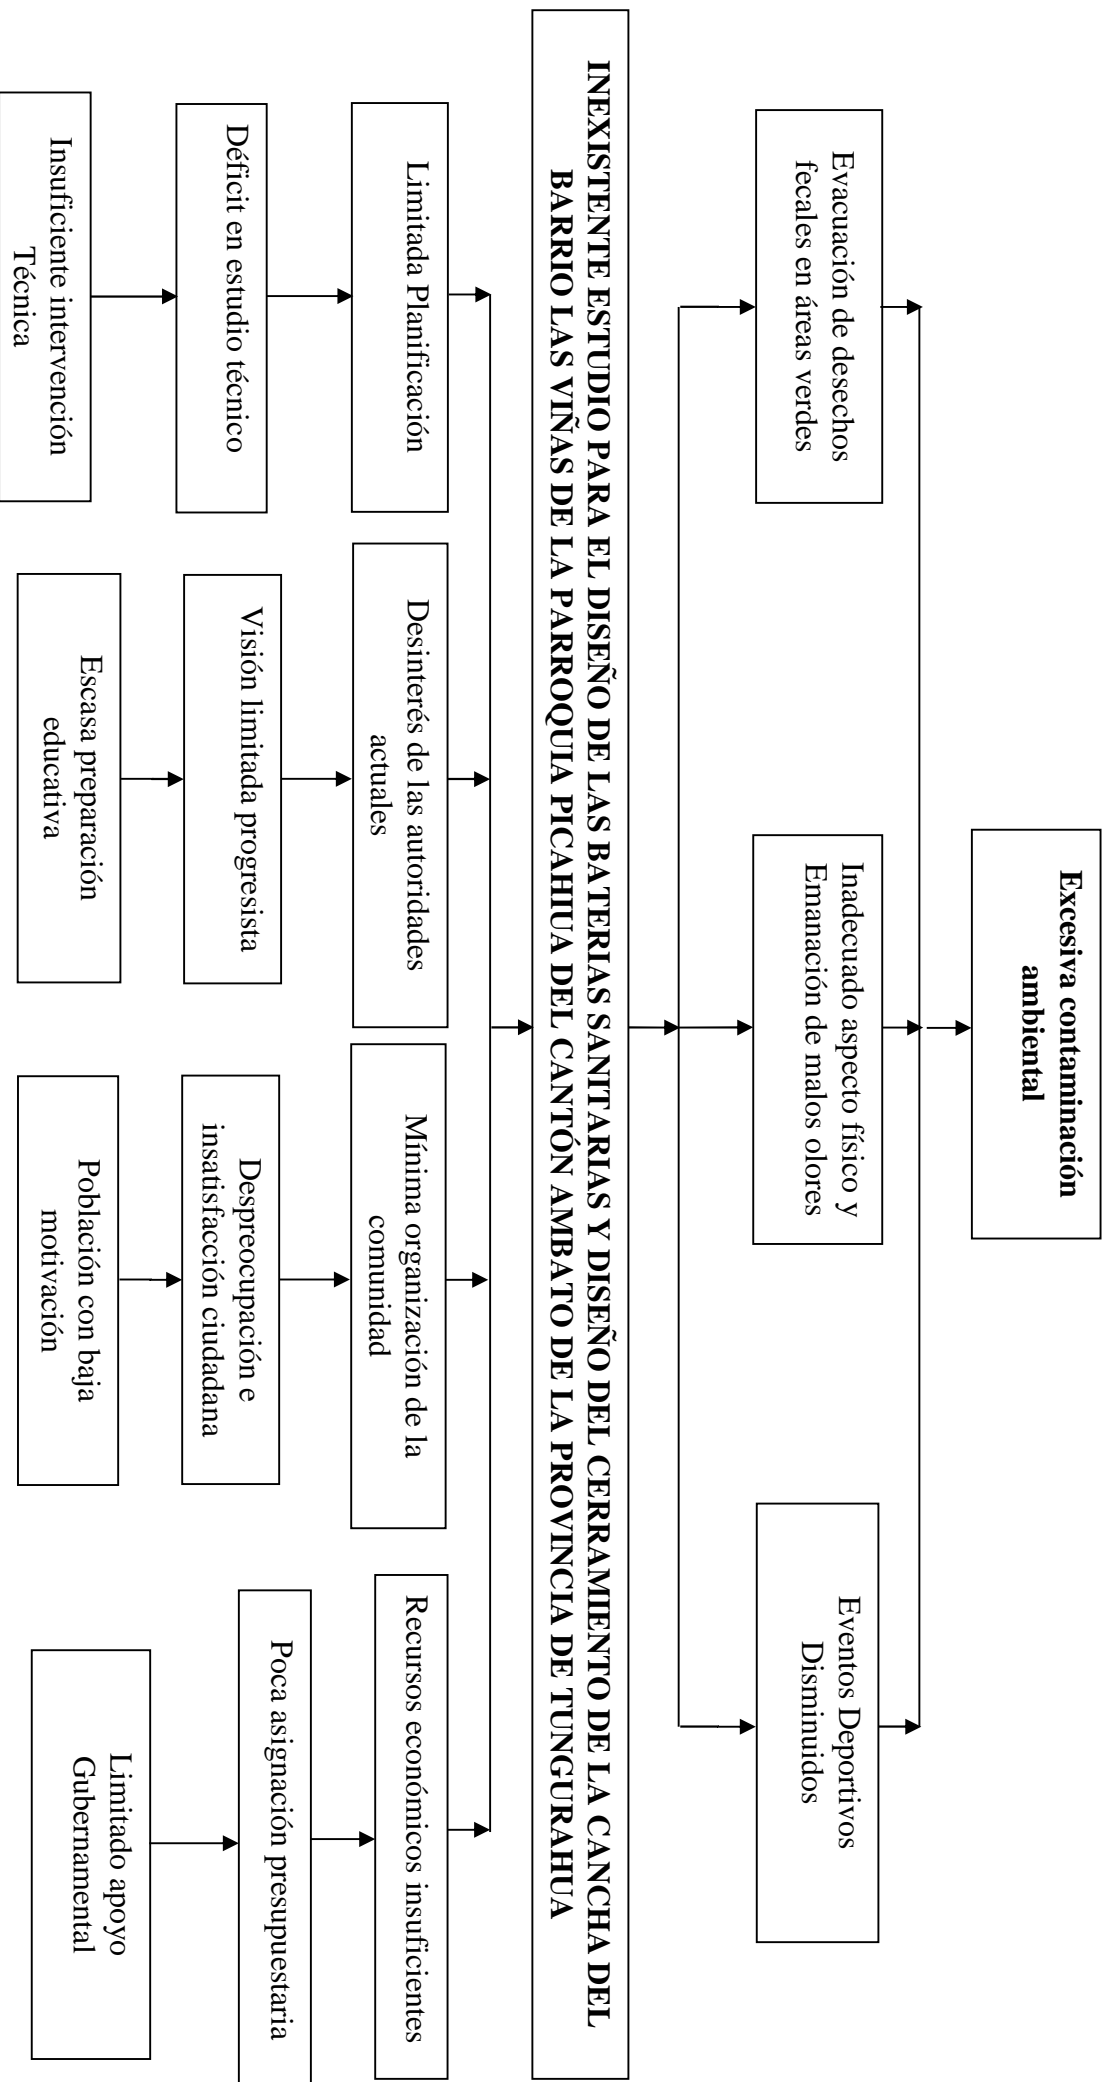 Excesiva contaminación
ambiental
Evacuación de desechos
fecales en áreas verdes
Inadecuado aspecto físico y
Emanación de malos olores
Eventos Deportivos
Disminuidos
INEXISTENTE ESTUDIO PARA EL DISEÑO DE LAS BATERIAS SANITARIAS Y DISEÑO DEL CERRAMIENTO DE LA CANCHA DEL
BARRIO LAS VIÑAS DE LA PARROQUIA PICAHIUA DEL CANTÓN AMBATO DE LA PROVINCIA DE TUNGURAHUA
Limitada Planificación
Desinterés de las autoridades
actuales
Mínima organización de la
comunidad
Recursos económicos insuficientes
Déficit en estudio técnico
Visión limitada progresista
Despreocupación e
insatisfacción ciudadana
Poca asignación presupuestaria
Insuficiente intervención
Técnica
Escasa preparación
educativa
Población con baja
motivación
Limitado apoyo
Gubernamental